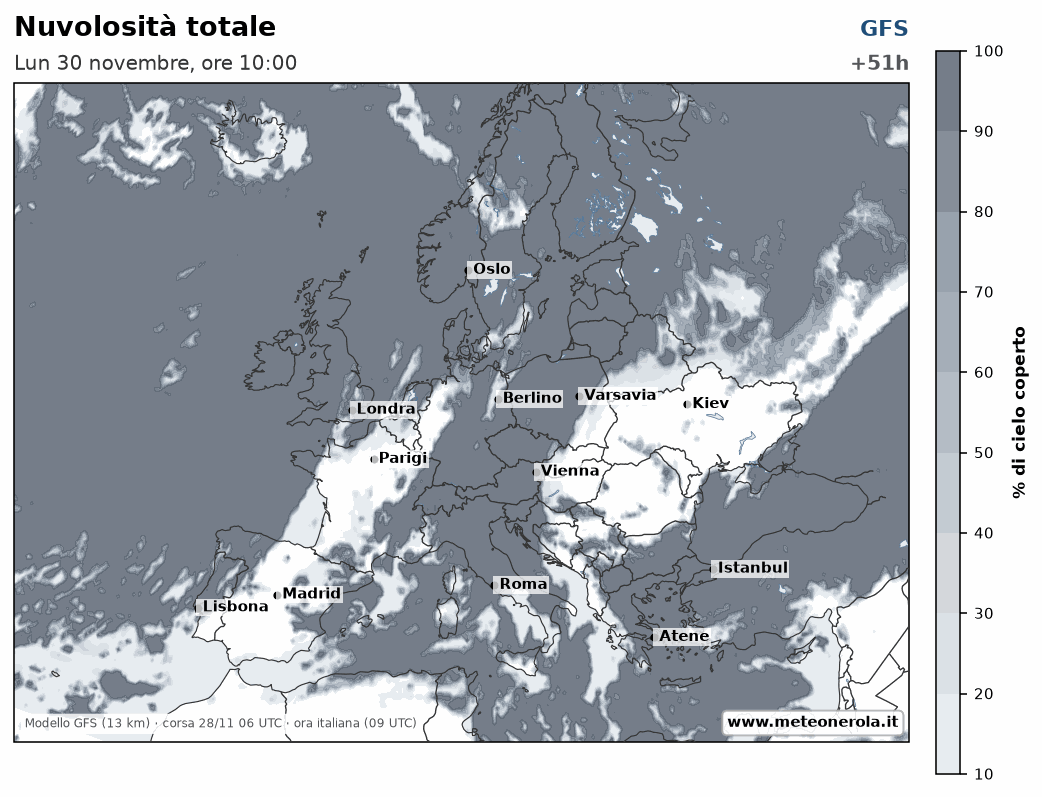 Nuvolosità totale
GFS
Lun 30 novembre, ore 10:00
+51h
100
90
80
70
60
50
40
30
20
10
% di cielo coperto
Oslo
Berlino
Varsavia
Kiev
Londra
Parigi
Vienna
Istanbul
Roma
Madrid
Lisbona
Atene
Modello GFS (13 km) · corsa 28/11 06 UTC · ora italiana (09 UTC)
www.meteonerola.it